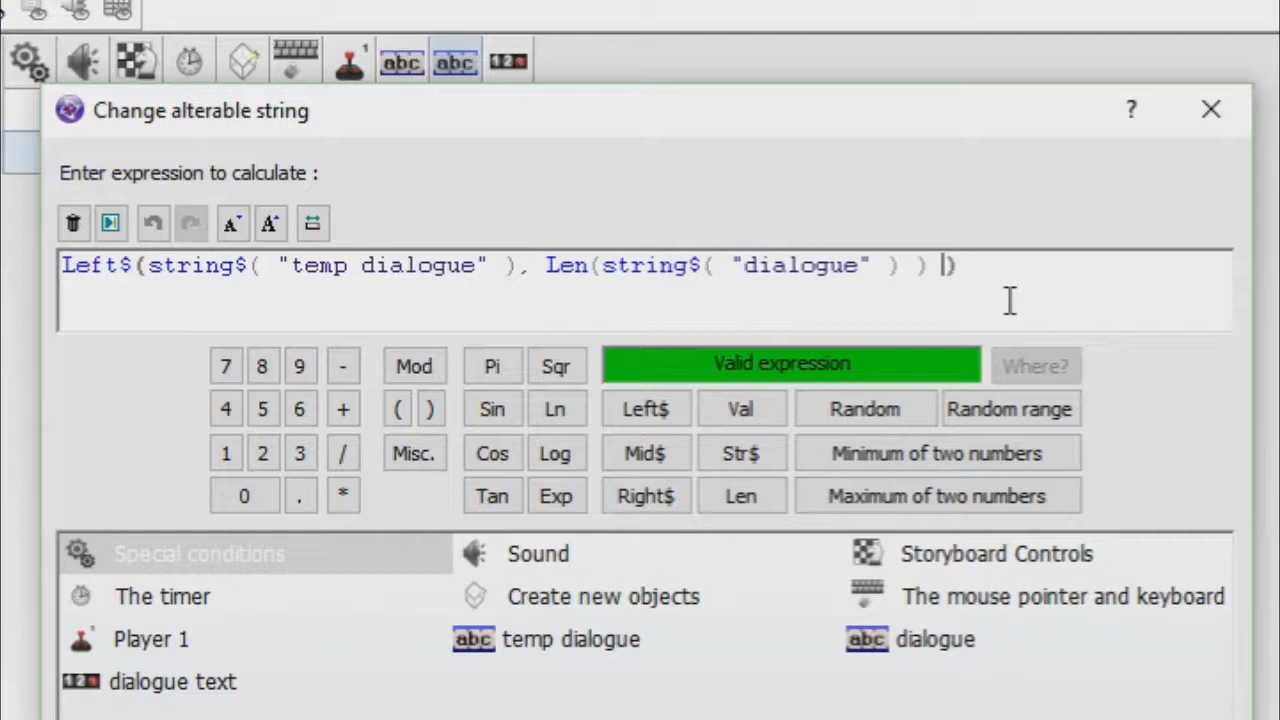 abc abc
Change alterable string ?
Enter expression to calculate :
A A
Left$(string$( "temp dialogue" ), Len(string$( "dialogue" ) ) )
7 8 9 - Mod Pi Sqr Valid expression Where?
4 5 6 + ( ) Sin Ln Left$ Val Random Random range
1 2 3 / Misc. Cos Log Mid$ Str$ Minimum of two numbers
0 . * Tan Exp Right$ Len Maximum of two numbers
Special conditions Sound Storyboard Controls
The timer Create new objects The mouse pointer and keyboard
Player 1 abc temp dialogue abc dialogue
dialogue text